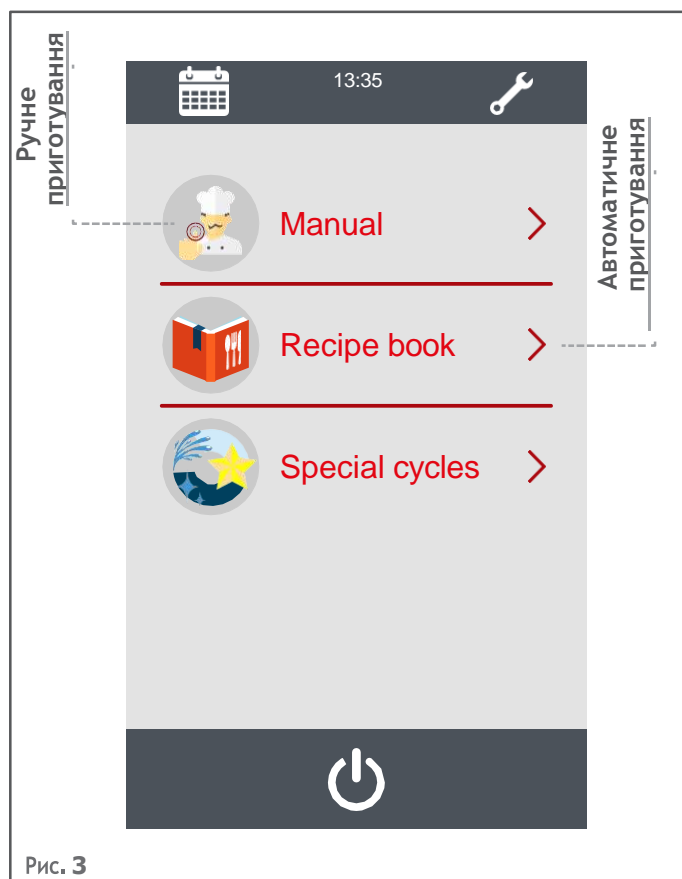 Ручне
приготування
13:35
Автоматичне
приготування
Manual
Recipe book
Special cycles
Рис. 3